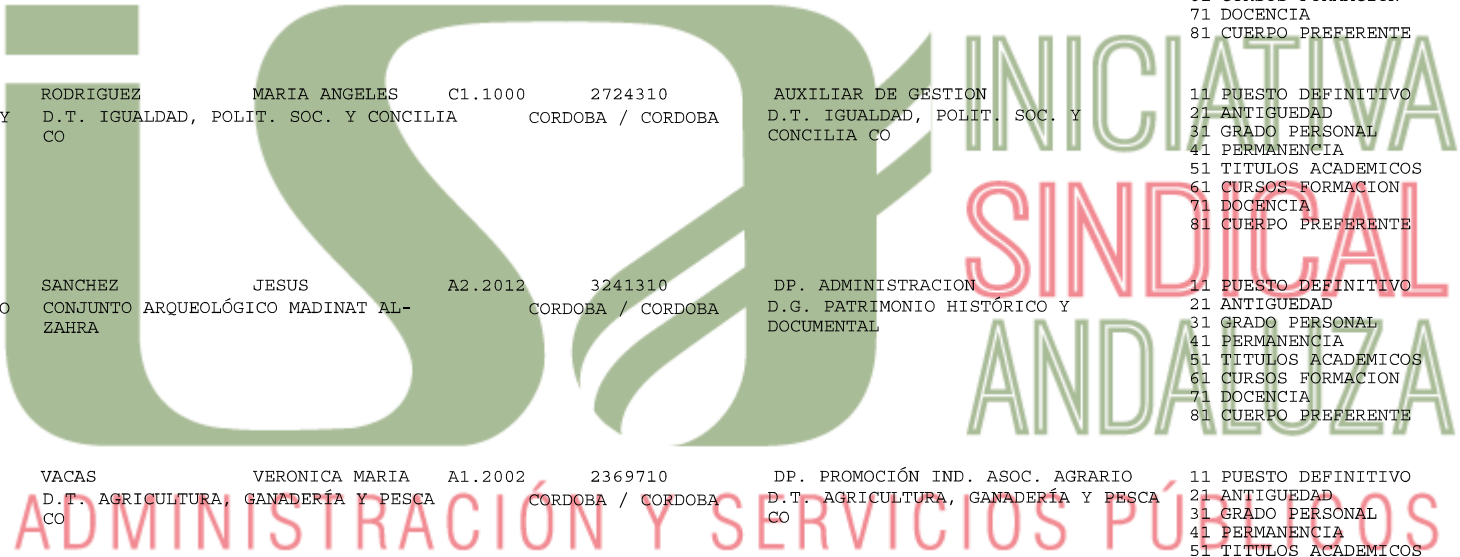 71 DOCENCIA
81 CUERPO PREFERENTE
RODRIGUEZ MARIA ANGELES C1.1000 2724310 AUXILIAR DE GESTION 11 PUESTO DEFINITIVO
Y D.T. IGUALDAD, POLIT. SOC. Y CONCILIA CORDOBA / CORDOBA D.T. IGUALDAD, POLIT. SOC. Y 21 ANTIGUEDAD
CO CONCILIA CO 31 GRADO PERSONAL
41 PERMANENCIA
51 TITULOS ACADEMICOS
61 CURSOS FORMACION
71 DOCENCIA
81 CUERPO PREFERENTE
SANCHEZ JESUS A2.2012 3241310 DP. ADMINISTRACION 11 PUESTO DEFINITIVO
O CONJUNTO ARQUEOLÓGICO MADINAT AL- CORDOBA / CORDOBA D.G. PATRIMONIO HISTÓRICO Y 21 ANTIGUEDAD
ZAHRA DOCUMENTAL 31 GRADO PERSONAL
41 PERMANENCIA
51 TITULOS ACADEMICOS
61 CURSOS FORMACION
71 DOCENCIA
81 CUERPO PREFERENTE
VACAS VERONICA MARIA A1.2002 2369710 DP. PROMOCIÓN IND. ASOC. AGRARIO 11 PUESTO DEFINITIVO
D.T. AGRICULTURA, GANADERÍA Y PESCA CORDOBA / CORDOBA D.T. AGRICULTURA, GANADERÍA Y PESCA 21 ANTIGUEDAD
CO CO 31 GRADO PERSONAL
41 PERMANENCIA
51 TITULOS ACADEMICOS
isa
INICIATIVA
SINDICAL
ANDALUZA
ADMINISTRACIÓN Y SERVICIOS PÚBLICOS